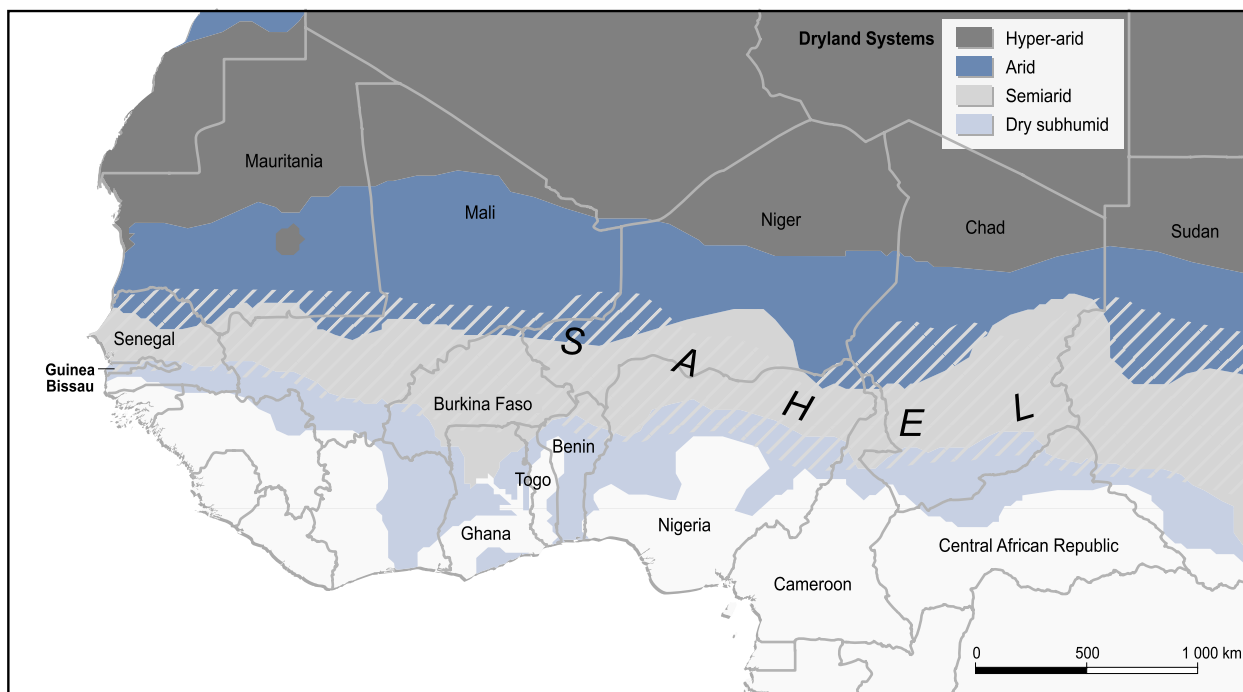 Dryland Systems
Hyper-arid
Arid
Semiarid
Dry subhumid
Mauritania
Mali
Niger
Chad
Sudan
Senegal
Guinea
Bissau
Burkina Faso
Benin
Togo
Ghana
Nigeria
Cameroon
Central African Republic
S A H E L
0 500 1 000 km